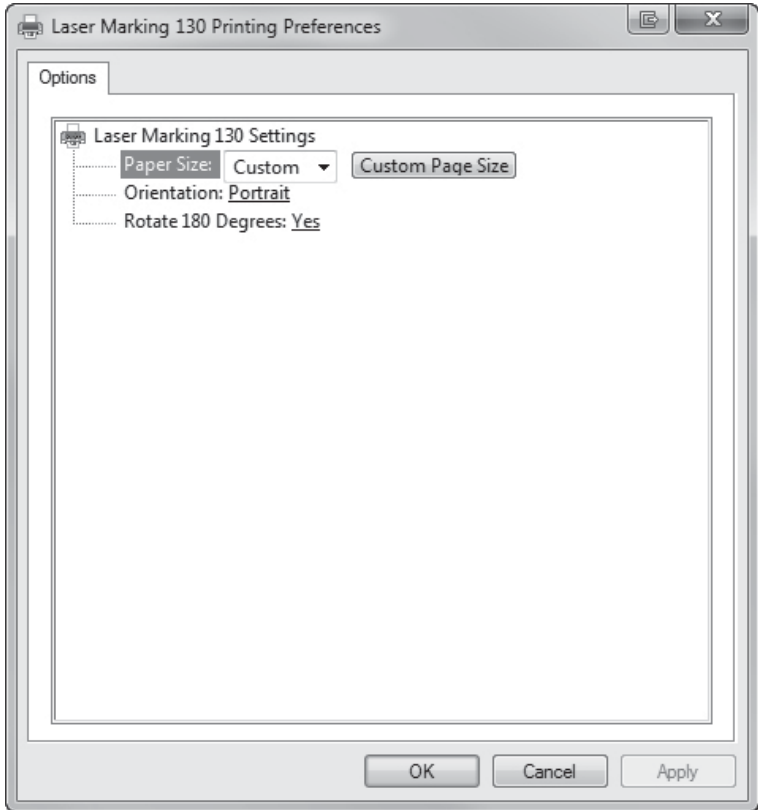 Laser Marking 130 Printing Preferences
Options
Laser Marking 130 Settings
Paper Size: Custom Custom Page Size
Orientation: Portrait
Rotate 180 Degrees: Yes
OK Cancel Apply